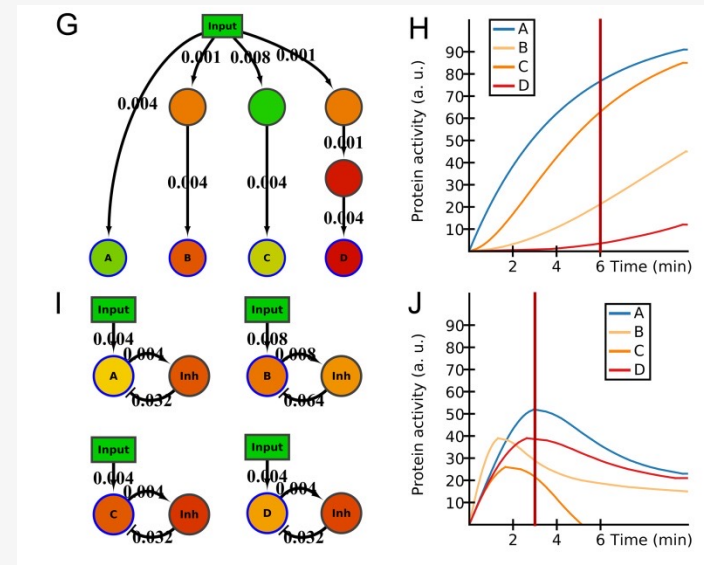 G
Input
0.001
0.008
0.001
0.004
0.001
0.004
0.004
0.004
A
B
C
D
H
A
B
C
D
Protein activity (a. u.)
90
80
70
60
50
40
30
20
10
2
4
6
Time (min)
I
Input
0.004
0.004
A
Inh
0.032
Input
0.008
0.008
B
Inh
0.064
Input
0.004
0.004
C
Inh
0.032
Input
0.004
0.004
D
Inh
0.032
J
A
B
C
D
Protein activity (a. u.)
90
80
70
60
50
40
30
20
10
2
4
6
Time (min)